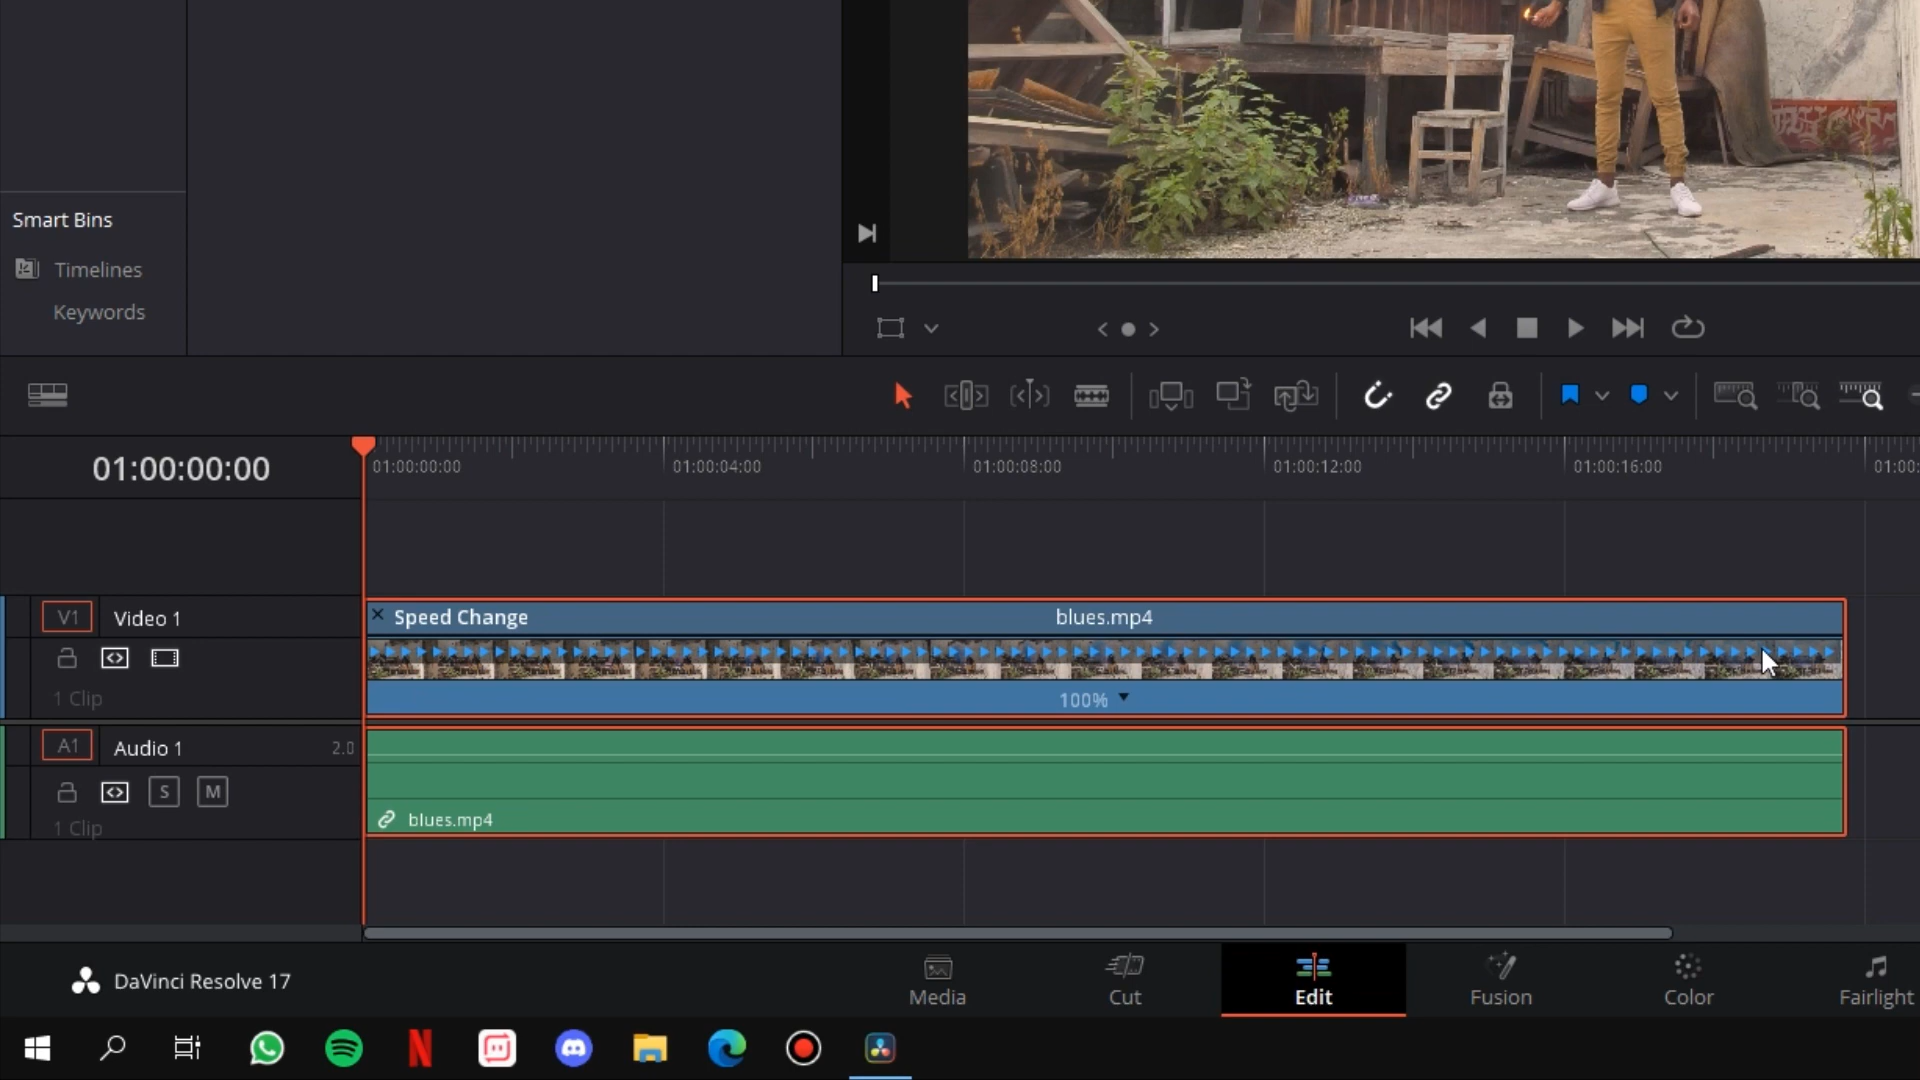 Smart Bins
Timelines
Keywords
01:00:00:00
01:00:00:00
01:00:04:00
01:00:08:00
01:00:12:00
01:00:16:00
01:00:
V1
Video 1
1 Clip
Speed Change
blues.mp4
100%
A1
Audio 1
2.0
S
M
1 Clip
blues.mp4
DaVinci Resolve 17
Media
Cut
Edit
Fusion
Color
Fairlight